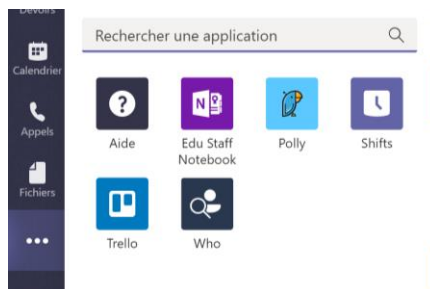 Devoirs
Rechercher une application
Calendrier
Appels
Fichiers
?
Aide
N
Edu Staff
Notebook
Polly
Shifts
Trello
Who